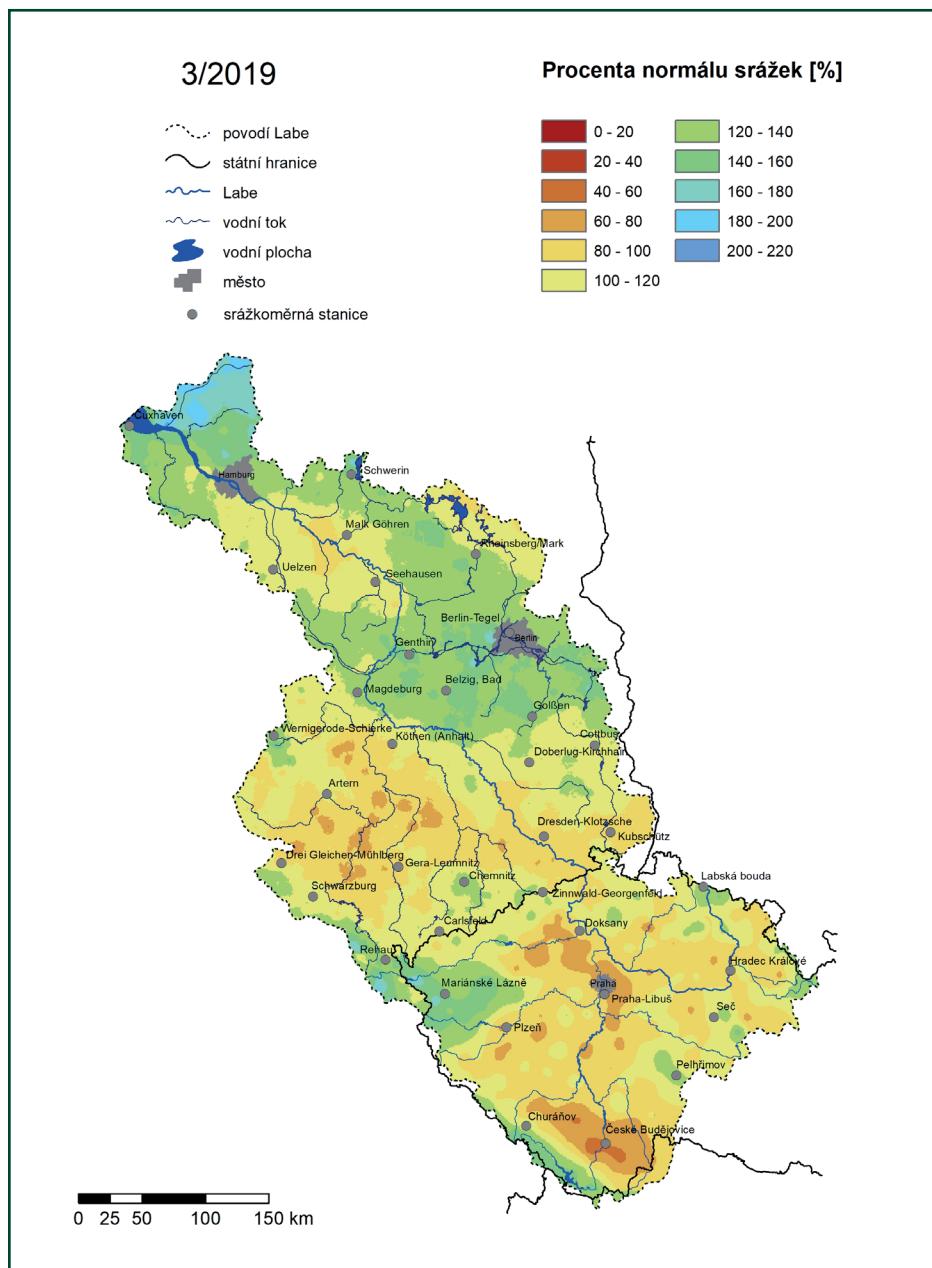 3/2019
Procenta normálu srážek [%]
povodí Labe
státní hranice
Labe
vodní tok
vodní plocha
město
srážkoměrná stanice
0 - 20
20 - 40
40 - 60
60 - 80
80 - 100
100 - 120
120 - 140
140 - 160
160 - 180
180 - 200
200 - 220
Cuxhaven
Hamburg
Schwerin
Malk Göhren
Rheinsberg/Mark
Uelzen
Seehausen
Berlin-Tegel
Berlin
Genthin
Magdeburg
Belzig, Bad
Golßen
Wernigerode-Schierke
Köthen (Anhalt)
Cottbus
Doberlug-Kirchhain
Artern
Dresden-Klotzsche
Kubschütz
Drei Gleichen-Mühlberg
Gera-Leumnitz
Chemnitz
Labská bouda
Schwarzburg
Zinnwald-Georgenfeld
Carlsfeld
Doksany
Rehau
Hradec Králové
Mariánské Lázně
Praha
Praha-Libuš
Seč
Plzeň
Pelhřimov
Churáňov
České Budějovice
0 25 50 100 150 km